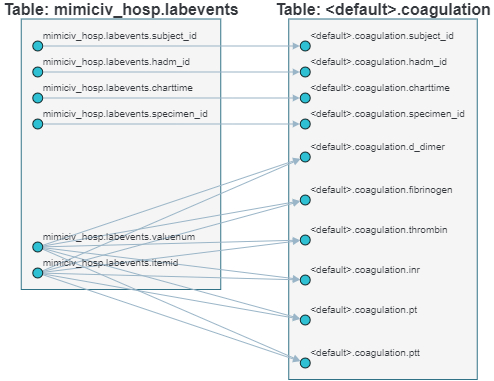 Table: mimiciv_hosp.labevents
Table: <default>.coagulation
mimiciv_hosp.labevents.subject_id
<default>.coagulation.subject_id
mimiciv_hosp.labevents.hadm_id
<default>.coagulation.hadm_id
mimiciv_hosp.labevents.charttime
<default>.coagulation.charttime
mimiciv_hosp.labevents.specimen_id
<default>.coagulation.specimen_id
<default>.coagulation.d_dimer
<default>.coagulation.fibrinogen
mimiciv_hosp.labevents.valuenum
<default>.coagulation.thrombin
mimiciv_hosp.labevents.itemid
<default>.coagulation.inr
<default>.coagulation.pt
<default>.coagulation.ptt